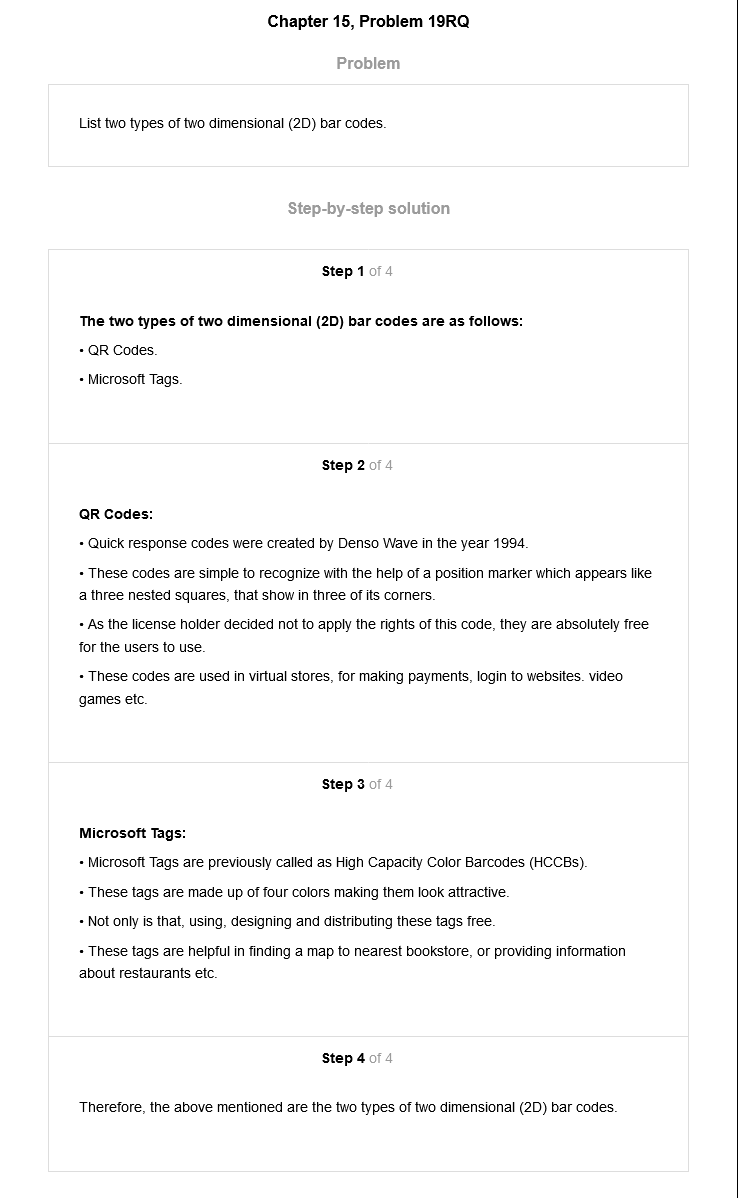 Chapter 15, Problem 19RQ
Problem
List two types of two dimensional (2D) bar codes.
Step-by-step solution
Step 1 of 4
The two types of two dimensional (2D) bar codes are as follows:
• QR Codes.
• Microsoft Tags.
Step 2 of 4
QR Codes:
• Quick response codes were created by Denso Wave in the year 1994.
• These codes are simple to recognize with the help of a position marker which appears like
a three nested squares, that show in three of its corners.
• As the license holder decided not to apply the rights of this code, they are absolutely free
for the users to use.
• These codes are used in virtual stores, for making payments, login to websites. video
games etc.
Step 3 of 4
Microsoft Tags:
• Microsoft Tags are previously called as High Capacity Color Barcodes (HCCBs).
• These tags are made up of four colors making them look attractive.
• Not only is that, using, designing and distributing these tags free.
• These tags are helpful in finding a map to nearest bookstore, or providing information
about restaurants etc.
Step 4 of 4
Therefore, the above mentioned are the two types of two dimensional (2D) bar codes.